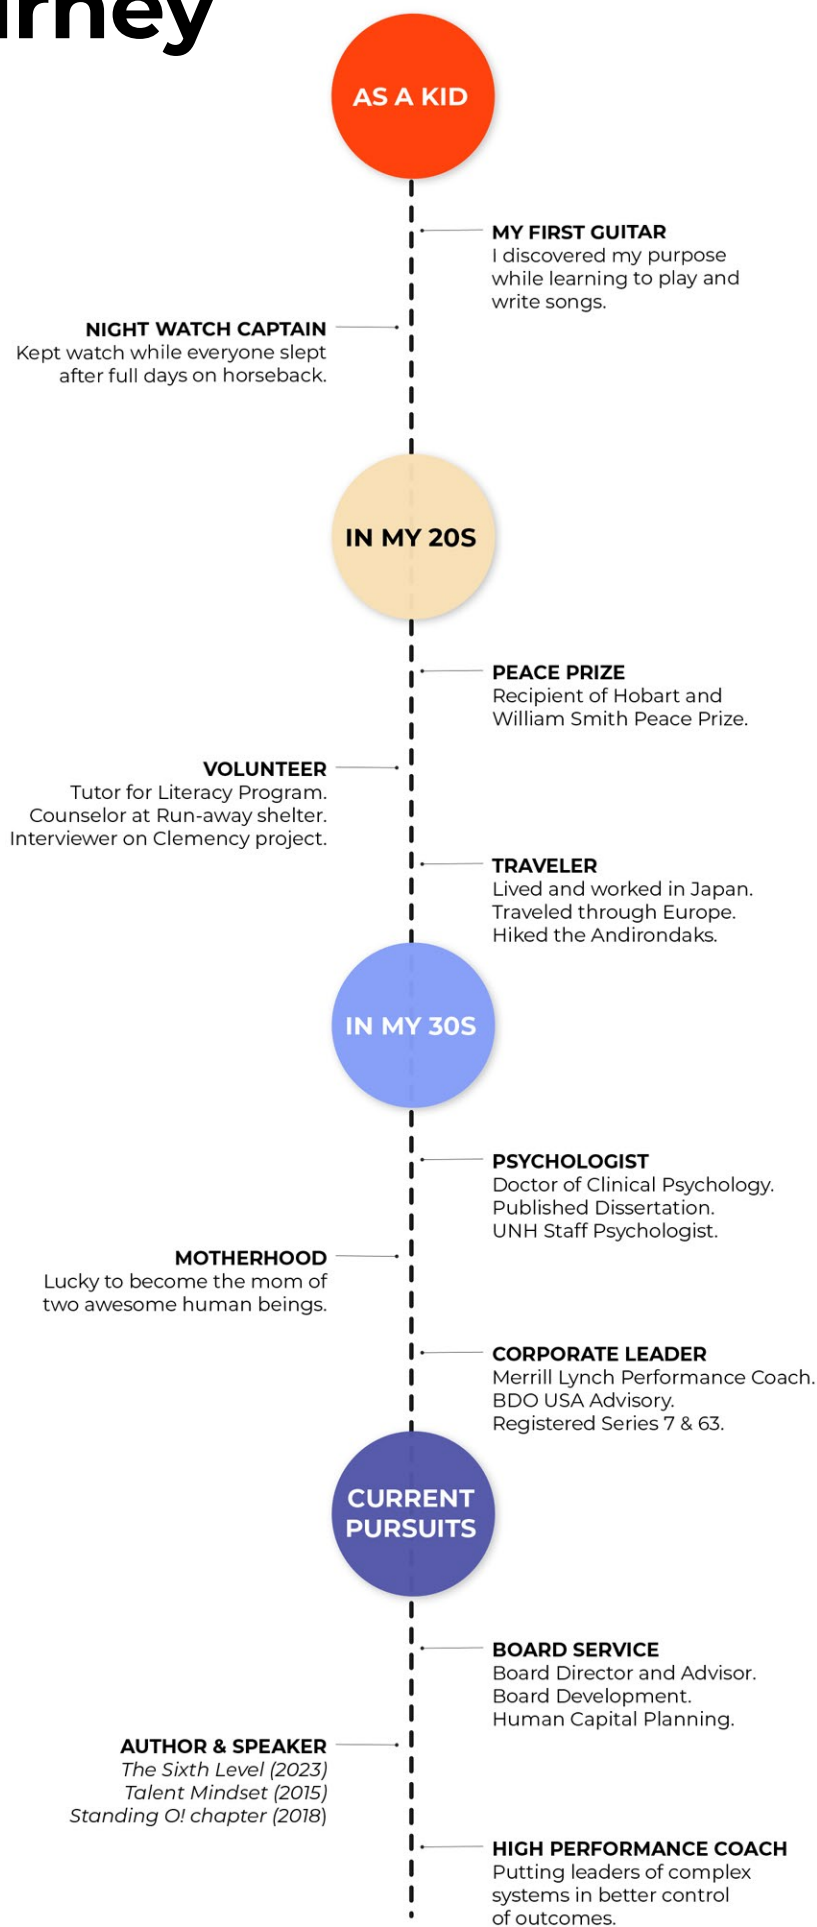 AS A KID
MY FIRST GUITAR
I discovered my purpose
while learning to play and
write songs.
NIGHT WATCH CAPTAIN
Kept watch while everyone slept
after full days on horseback.
IN MY 20S
PEACE PRIZE
Recipient of Hobart and
William Smith Peace Prize.
VOLUNTEER
Tutor for Literacy Program.
Counselor at Run-away shelter.
Interviewer on Clemency project.
TRAVELER
Lived and worked in Japan.
Traveled through Europe.
Hiked the Andirondaks.
IN MY 30S
PSYCHOLOGIST
Doctor of Clinical Psychology.
Published Dissertation.
UNH Staff Psychologist.
MOTHERHOOD
Lucky to become the mom of
two awesome human beings.
CORPORATE LEADER
Merrill Lynch Performance Coach.
BDO USA Advisory.
Registered Series 7 & 63.
CURRENT
PURSUITS
BOARD SERVICE
Board Director and Advisor.
Board Development.
Human Capital Planning.
AUTHOR & SPEAKER
The Sixth Level (2023)
Talent Mindset (2015)
Standing O! chapter (2018)
HIGH PERFORMANCE COACH
Putting leaders of complex
systems in better control
of outcomes.